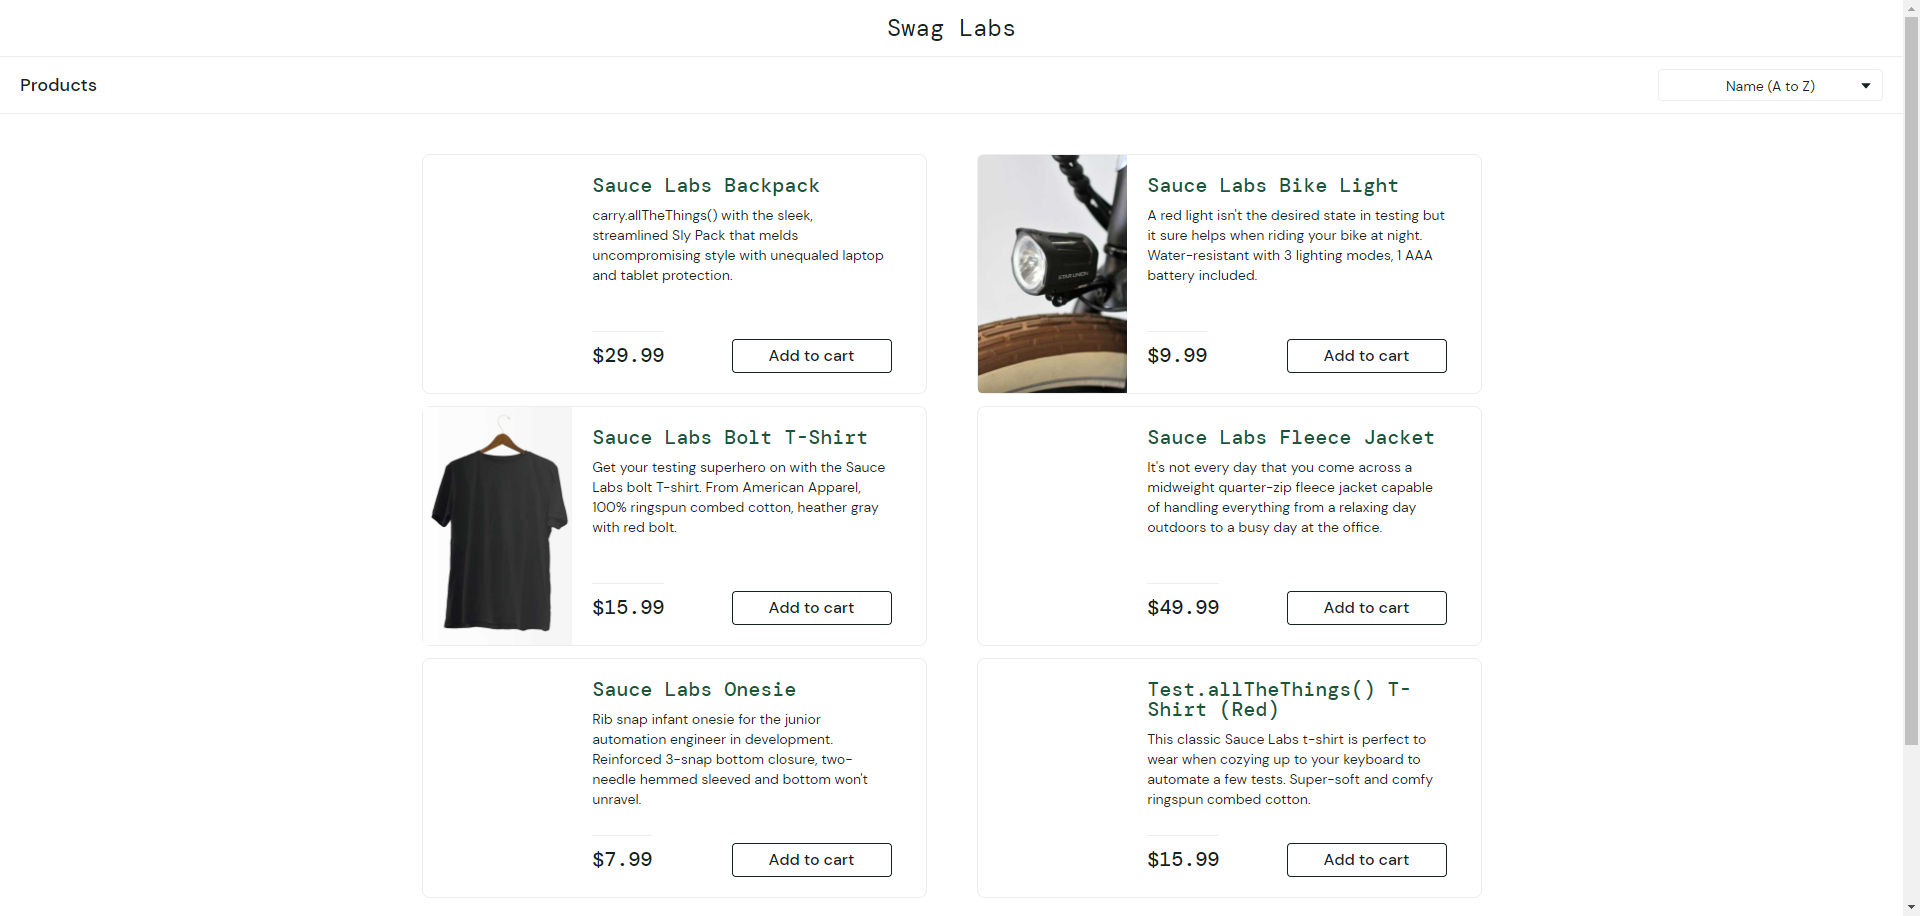 Swag Labs
Products
Name (A to Z)
Sauce Labs Backpack
carry.allTheThings() with the sleek,
streamlined Sly Pack that melds
uncompromising style with unequaled laptop
and tablet protection.
$29.99
Add to cart
Sauce Labs Bike Light
A red light isn't the desired state in testing but
it sure helps when riding your bike at night.
Water-resistant with 3 lighting modes, 1 AAA
battery included.
$9.99
Add to cart
STAR UNION
Sauce Labs Bolt T-Shirt
Get your testing superhero on with the Sauce
Labs bolt T-shirt. From American Apparel,
100% ringspun combed cotton, heather gray
with red bolt.
$15.99
Add to cart
Sauce Labs Fleece Jacket
It's not every day that you come across a
midweight quarter-zip fleece jacket capable
of handling everything from a relaxing day
outdoors to a busy day at the office.
$49.99
Add to cart
Sauce Labs Onesie
Rib snap infant onesie for the junior
automation engineer in development.
Reinforced 3-snap bottom closure, two-
needle hemmed sleeved and bottom won't
unravel.
$7.99
Add to cart
Test.allTheThings() T-
Shirt (Red)
This classic Sauce Labs t-shirt is perfect to
wear when cozying up to your keyboard to
automate a few tests. Super-soft and comfy
ringspun combed cotton.
$15.99
Add to cart